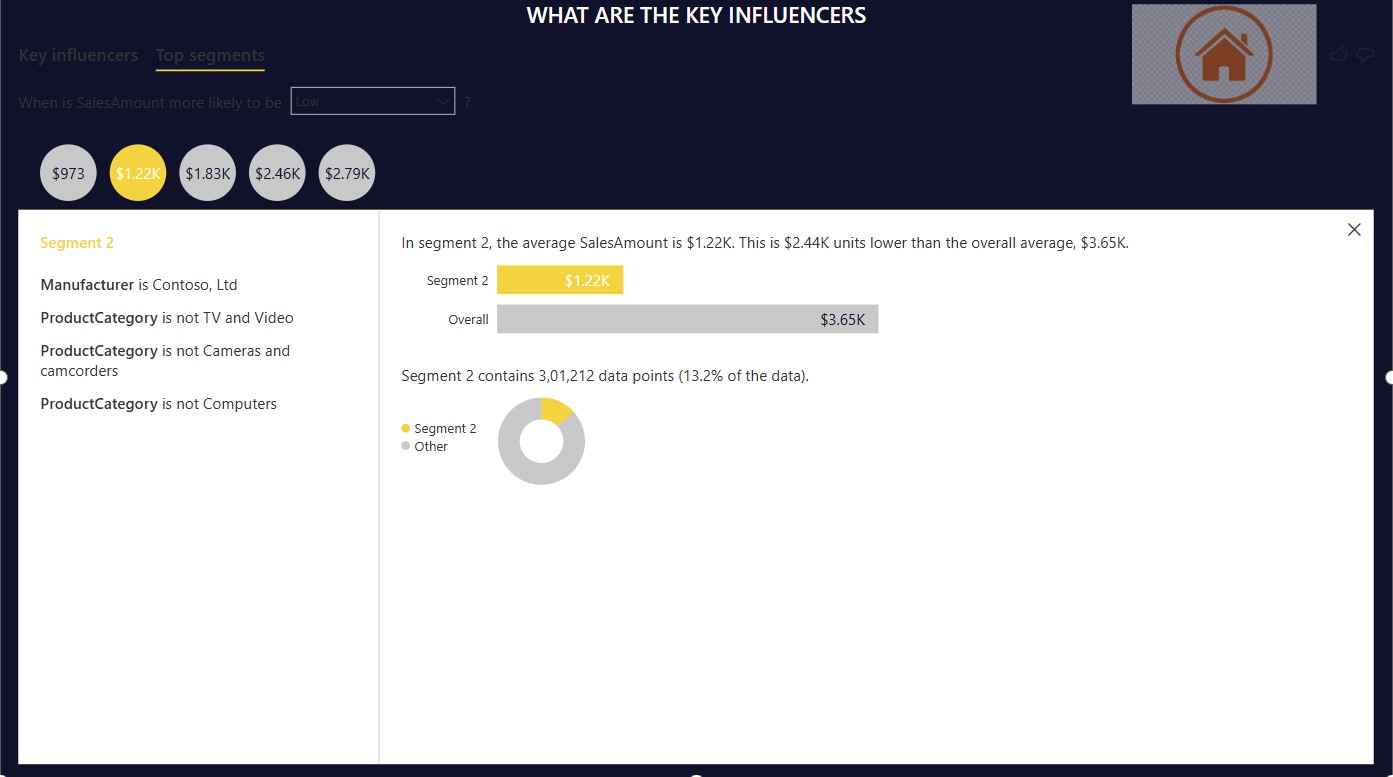 WHAT ARE THE KEY INFLUENCERS
Key influencers Top segments
When is SalesAmount more likely to be Low ?
$973 $1.22K $1.83K $2.46K $2.79K
Segment 2
Manufacturer is Contoso, Ltd
ProductCategory is not TV and Video
ProductCategory is not Cameras and
camcorders
ProductCategory is not Computers
In segment 2, the average SalesAmount is $1.22K. This is $2.44K units lower than the overall average, $3.65K.
Segment 2 $1.22K
Overall $3.65K
Segment 2 contains 3,01,212 data points (13.2% of the data).
Segment 2
Other